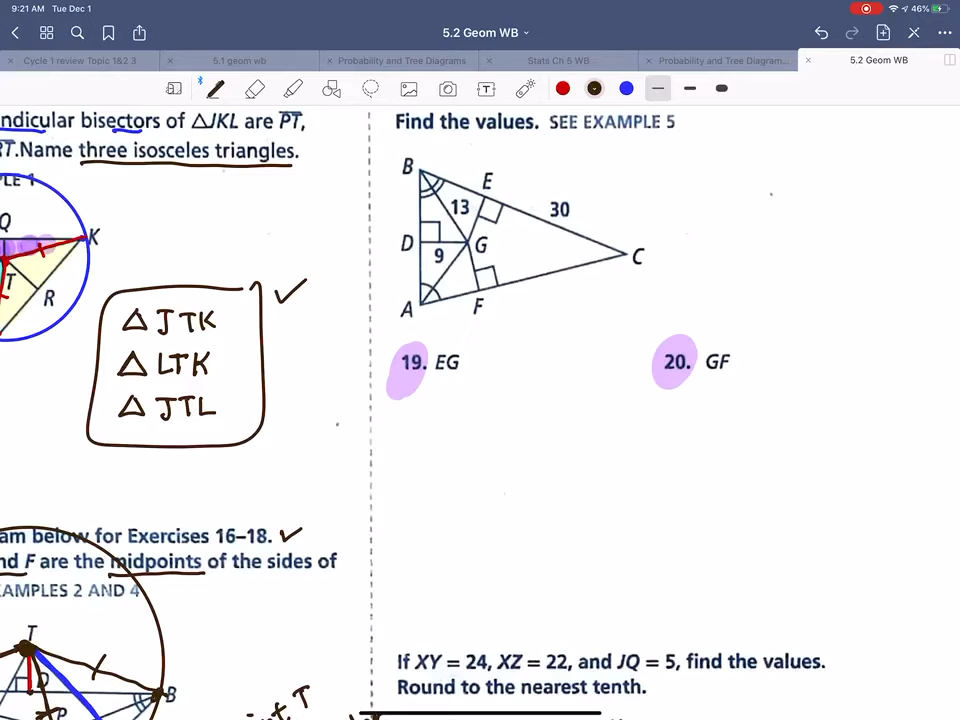 9:21 AM Tue Dec 1
46%
5.2 Geom WB
Cycle 1 review Topic 1&2 3
5.1 geom wb
Probability and Tree Diagrams
Stats Ch 5 WB
Probability and Tree Diagram...
5.2 Geom WB
ndicular bisectors of △JKL are PT,
RT. Name three isosceles triangles.
PLE 1
Q
K
T
R
△ JTK
△ LTK
△ JTL
am below for Exercises 16–18.
nd F are the midpoints of the sides of
XAMPLES 2 AND 4
T
D
B
P
int T
Find the values. SEE EXAMPLE 5
B
E
13
30
D
9
G
C
A
F
19. EG
20. GF
If XY = 24, XZ = 22, and JQ = 5, find the values.
Round to the nearest tenth.